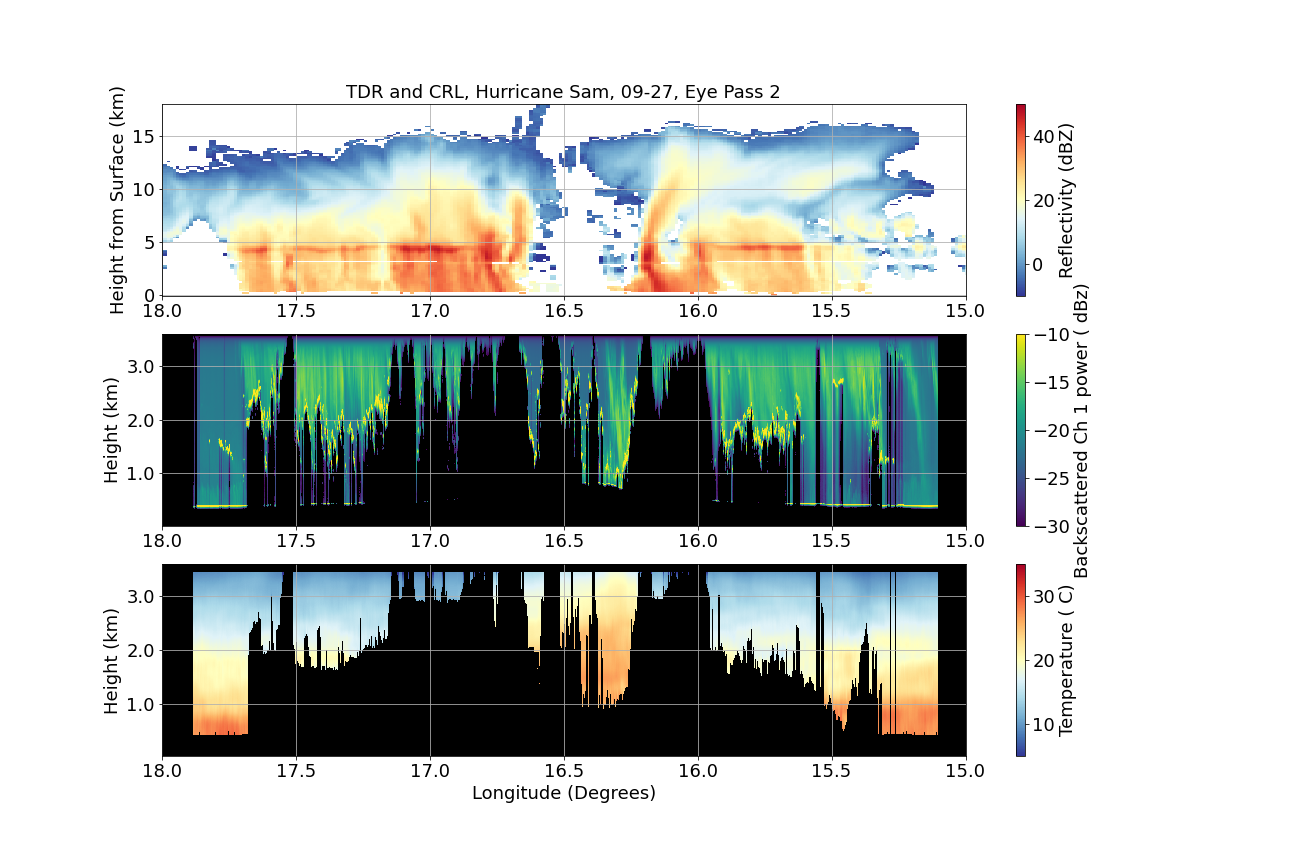 TDR and CRL, Hurricane Sam, 09-27, Eye Pass 2
Height from Surface (km)
15
10
5
0
18.0 17.5 17.0 16.5 16.0 15.5 15.0
40
20
0
Reflectivity (dBZ)
Height (km)
3.0
2.0
1.0
18.0 17.5 17.0 16.5 16.0 15.5 15.0
−10
−15
−20
−25
−30
Backscattered Ch 1 power ( dBz)
Height (km)
3.0
2.0
1.0
18.0 17.5 17.0 16.5 16.0 15.5 15.0
Longitude (Degrees)
30
20
10
Temperature ( C)